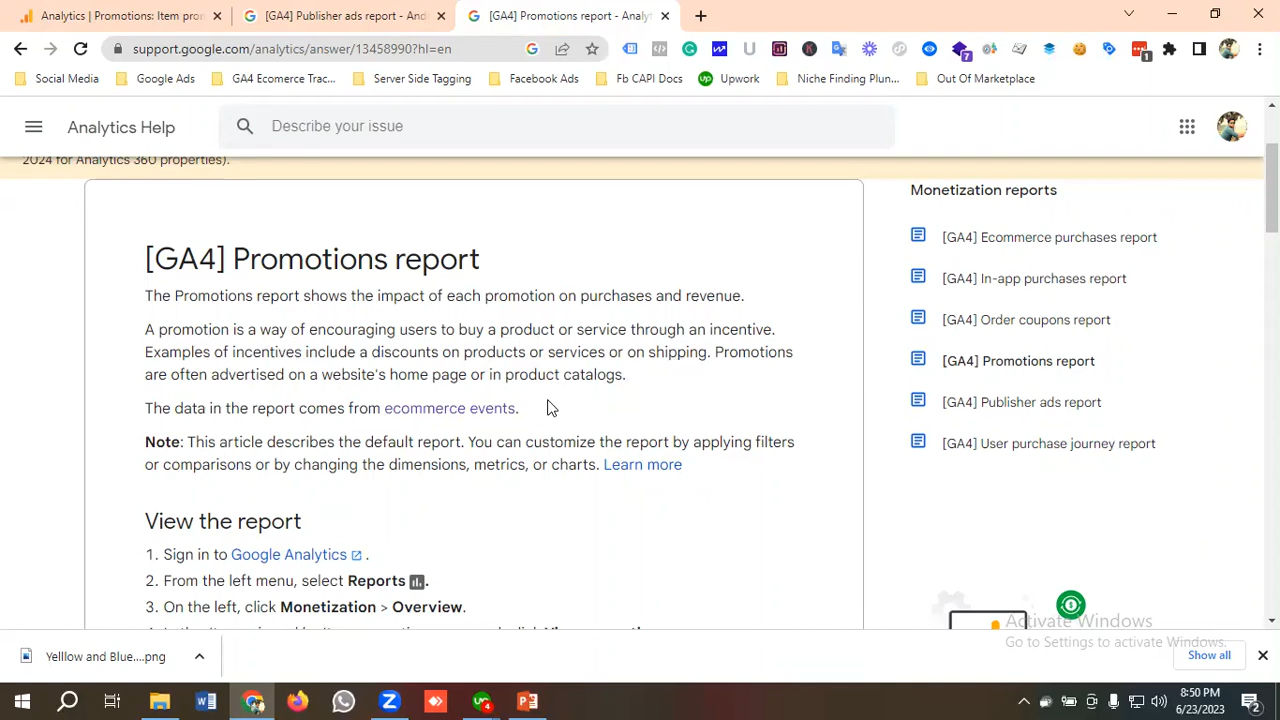 Analytics | Promotions: Item pron
[GA4] Publisher ads report - And
[GA4] Promotions report - Analyt
support.google.com/analytics/answer/13458990?hl=en
7
1
Social Media
Google Ads
GA4 Ecomerce Trac...
Server Side Tagging
Facebook Ads
Fb CAPI Docs
Upwork
Niche Finding Plun...
Out Of Marketplace
Analytics Help
Describe your issue
2024 for Analytics 360 properties).
[GA4] Promotions report
The Promotions report shows the impact of each promotion on purchases and revenue.
A promotion is a way of encouraging users to buy a product or service through an incentive.
Examples of incentives include a discounts on products or services or on shipping. Promotions
are often advertised on a website's home page or in product catalogs.
The data in the report comes from ecommerce events.
Note: This article describes the default report. You can customize the report by applying filters
or comparisons or by changing the dimensions, metrics, or charts. Learn more
View the report
1. Sign in to Google Analytics .
2. From the left menu, select Reports .
3. On the left, click Monetization > Overview.
Monetization reports
[GA4] Ecommerce purchases report
[GA4] In-app purchases report
[GA4] Order coupons report
[GA4] Promotions report
[GA4] Publisher ads report
[GA4] User purchase journey report
Activate Windows
Go to Settings to activate Windows.
Yelllow and Blue....png
Show all
8:50 PM
6/23/2023
2